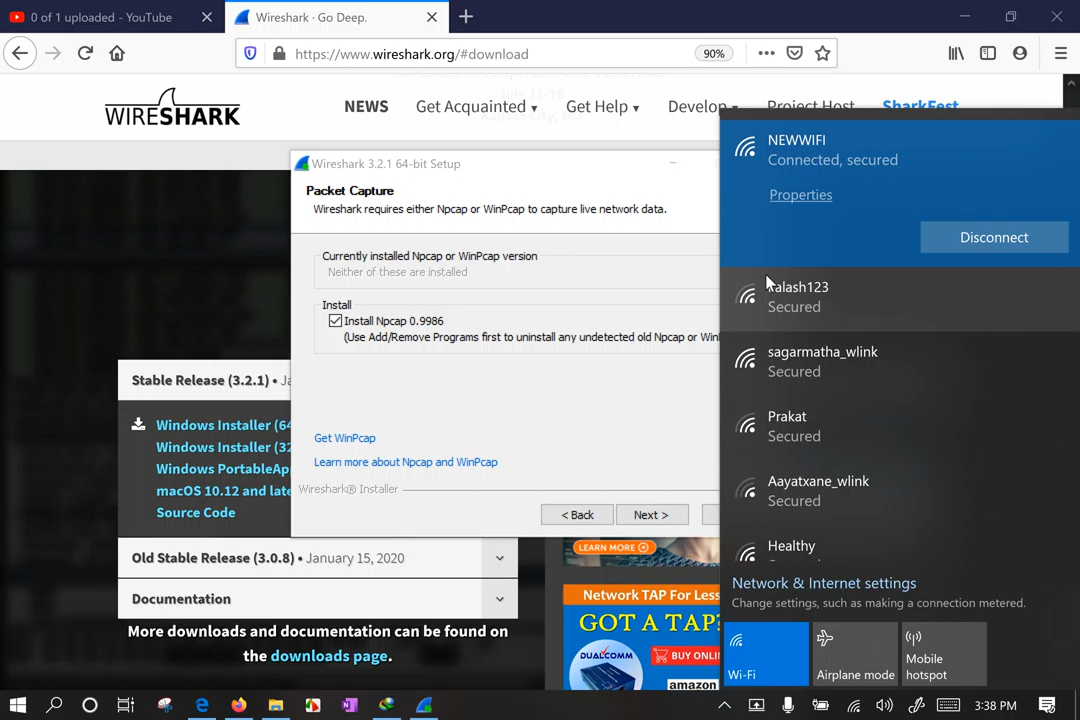 0 of 1 uploaded - YouTube
Wireshark · Go Deep.
https://www.wireshark.org/#download
90%
WIRESHARK
NEWS
Get Acquainted
Get Help
Develop
Project Host
SharkFest
July 11-16
Kansas City, MO
Wireshark 3.2.1 64-bit Setup
Packet Capture
Wireshark requires either Npcap or WinPcap to capture live network data.
Currently installed Npcap or WinPcap version
Neither of these are installed
Install
Install Npcap 0.9986
(Use Add/Remove Programs first to uninstall any undetected old Npcap or Win
Get WinPcap
Learn more about Npcap and WinPcap
Wireshark® Installer
< Back
Next >
Stable Release (3.2.1) •
Windows Installer (64
Windows Installer (32
Windows PortableAp
macOS 10.12 and late
Source Code
Old Stable Release (3.0.8) • January 15, 2020
Documentation
More downloads and documentation can be found on
the downloads page.
LEARN MORE
Network TAP For Less
GOT A TAP?
DUALCOMM
BUY ONLI
amazon
NEWWIFI
Connected, secured
Properties
Disconnect
alash123
Secured
sagarmatha_wlink
Secured
Prakat
Secured
Aayatxane_wlink
Secured
Healthy
Network & Internet settings
Change settings, such as making a connection metered.
Wi-Fi
Airplane mode
Mobile
hotspot
3:38 PM